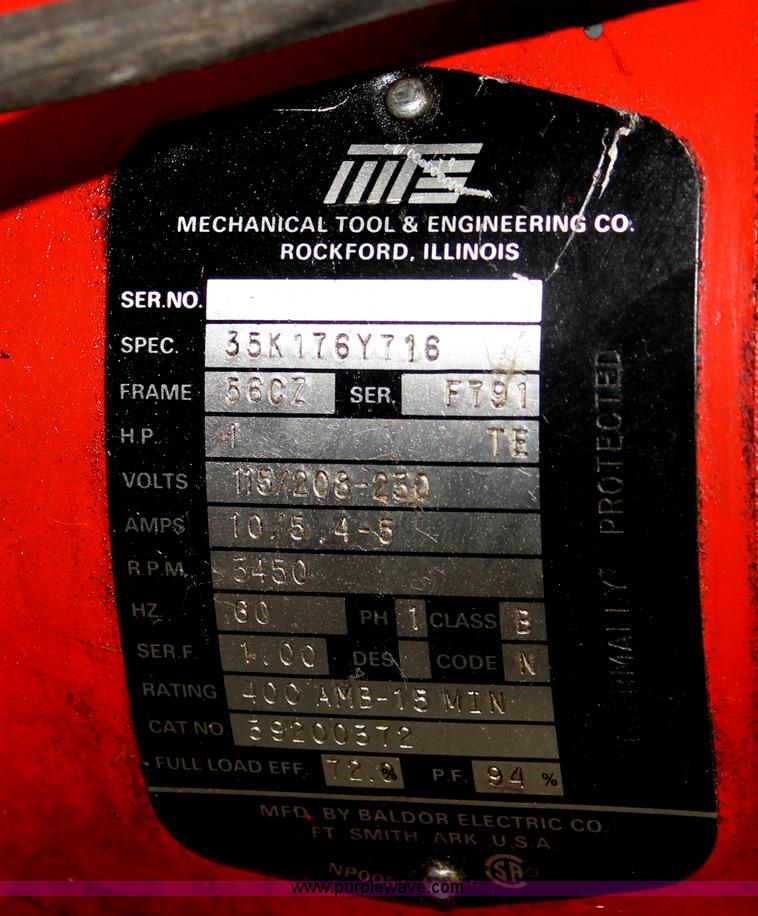 MTE
MECHANICAL TOOL & ENGINEERING CO.
ROCKFORD, ILLINOIS
SER.NO.
SPEC. 35K176Y716
FRAME 56CZ SER. F791
H.P. 1 TE
VOLTS 115/208-230
AMPS 10/5.4-5
R.P.M. 3450
HZ 60 PH 1 CLASS B
SER.F. 1.00 DES CODE N
RATING 40C AMB-15 MIN
CAT.NO. 39200372
FULL LOAD EFF. % P.F. 94 %
MFD. BY BALDOR ELECTRIC CO.
FT. SMITH, ARK. U.S.A.
SA
THERMALLY PROTECTED
www.purplewave.com